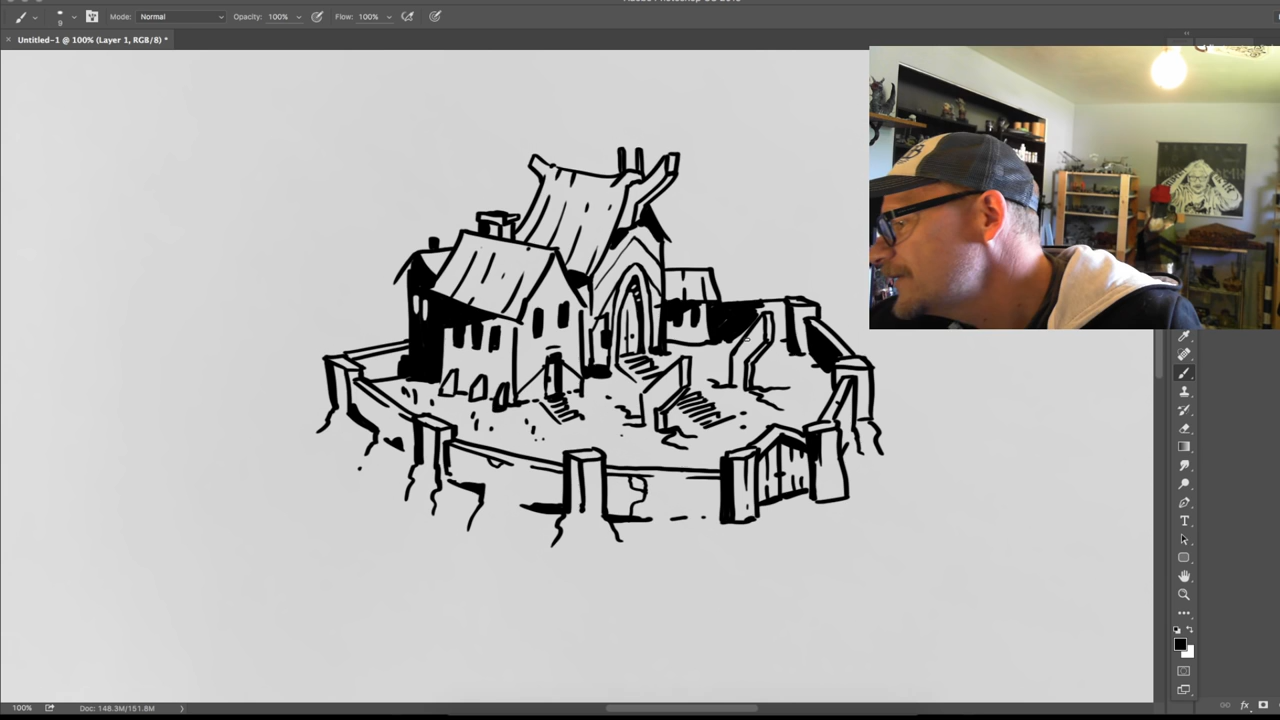 9 Mode: Normal Opacity: 100% Flow: 100%
Untitled-1 @ 100% (Layer 1, RGB/8) *
100% Doc: 148.3M/151.8M